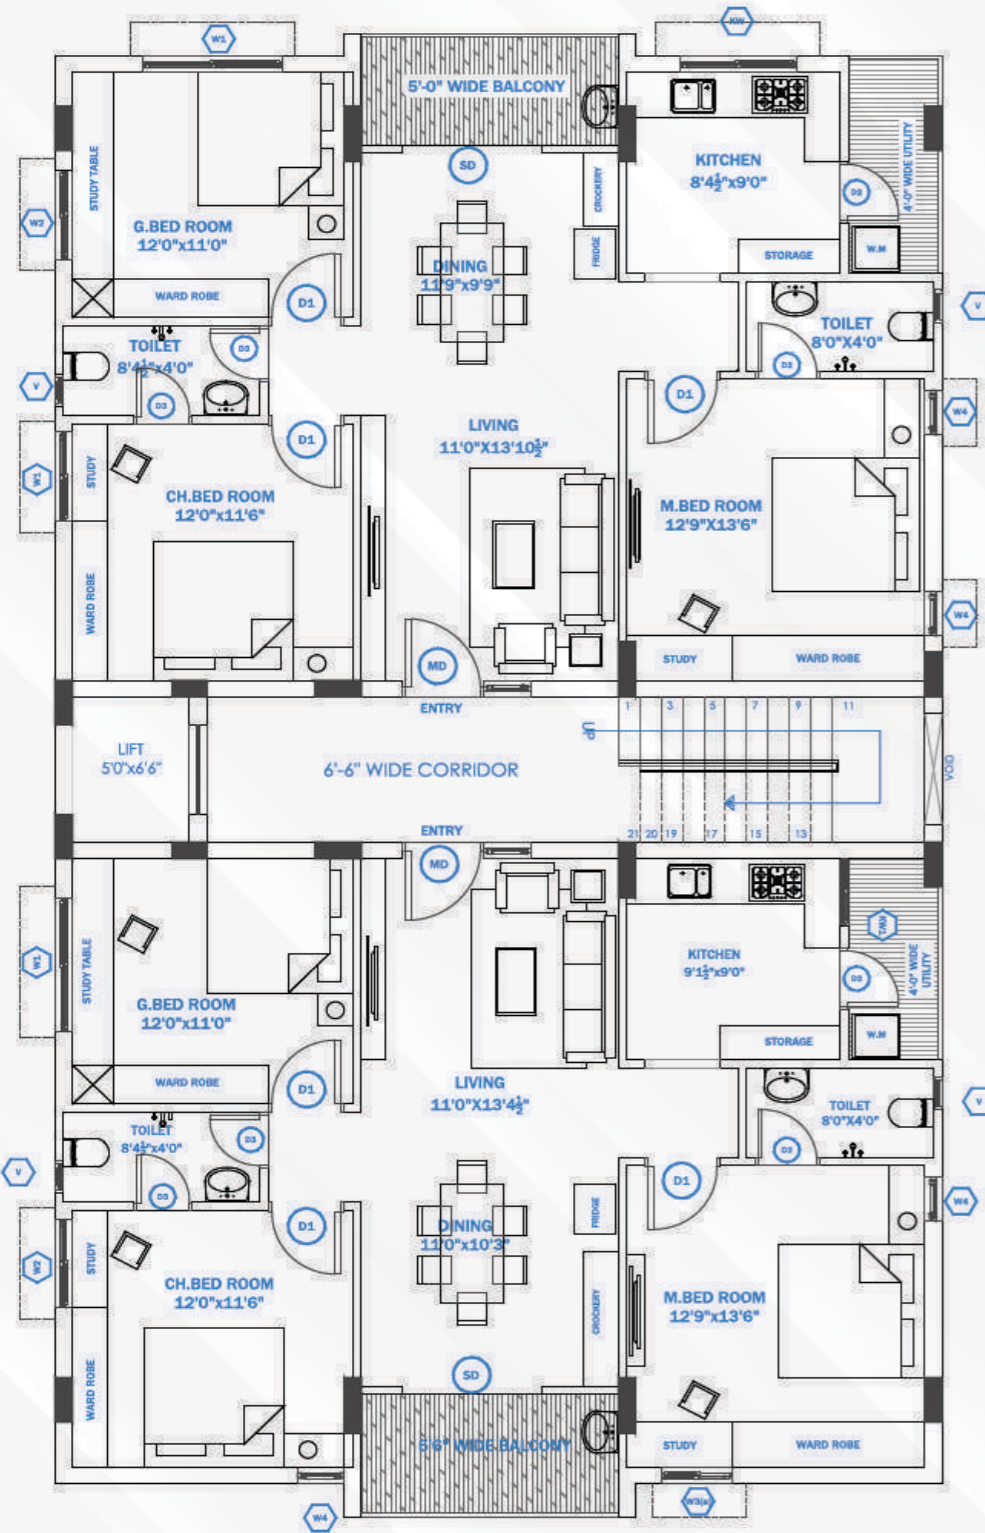 W1
KW
5'-0" WIDE BALCONY
STUDY TABLE
G.BED ROOM
12'0"x11'0"
W2
WARD ROBE
D1
SD
CROCKERY
FRIDGE
DINING
11'9"x9'9"
KITCHEN
8'4½"x9'0"
D2
4'-0" WIDE UTILITY
W.M
STORAGE
TOILET
8'4½"x4'0"
D3
D3
V
TOILET
8'0"X4'0"
D2
V
D1
D1
W4
LIVING
11'0"X13'10½"
W1
STUDY
CH.BED ROOM
12'0"x11'6"
WARD ROBE
M.BED ROOM
12'9"X13'6"
W4
STUDY
WARD ROBE
MD
ENTRY
LIFT
5'0"x6'6"
6'-6" WIDE CORRIDOR
UP
1
3
5
7
9
11
21
20
19
17
15
13
VOID
ENTRY
MD
W1
STUDY TABLE
G.BED ROOM
12'0"x11'0"
WARD ROBE
D1
KITCHEN
9'1½"x9'0"
KW1
D2
4'-0" WIDE
UTILITY
W.M
STORAGE
LIVING
11'0"X13'4½"
TOILET
8'4½"x4'0"
D3
D3
V
TOILET
8'0"X4'0"
D2
V
D1
D1
W4
FRIDGE
DINING
11'0"x10'3"
CROCKERY
W2
STUDY
CH.BED ROOM
12'0"x11'6"
WARD ROBE
M.BED ROOM
12'9"x13'6"
SD
5'6" WIDE BALCONY
STUDY
WARD ROBE
W4
W3(a)